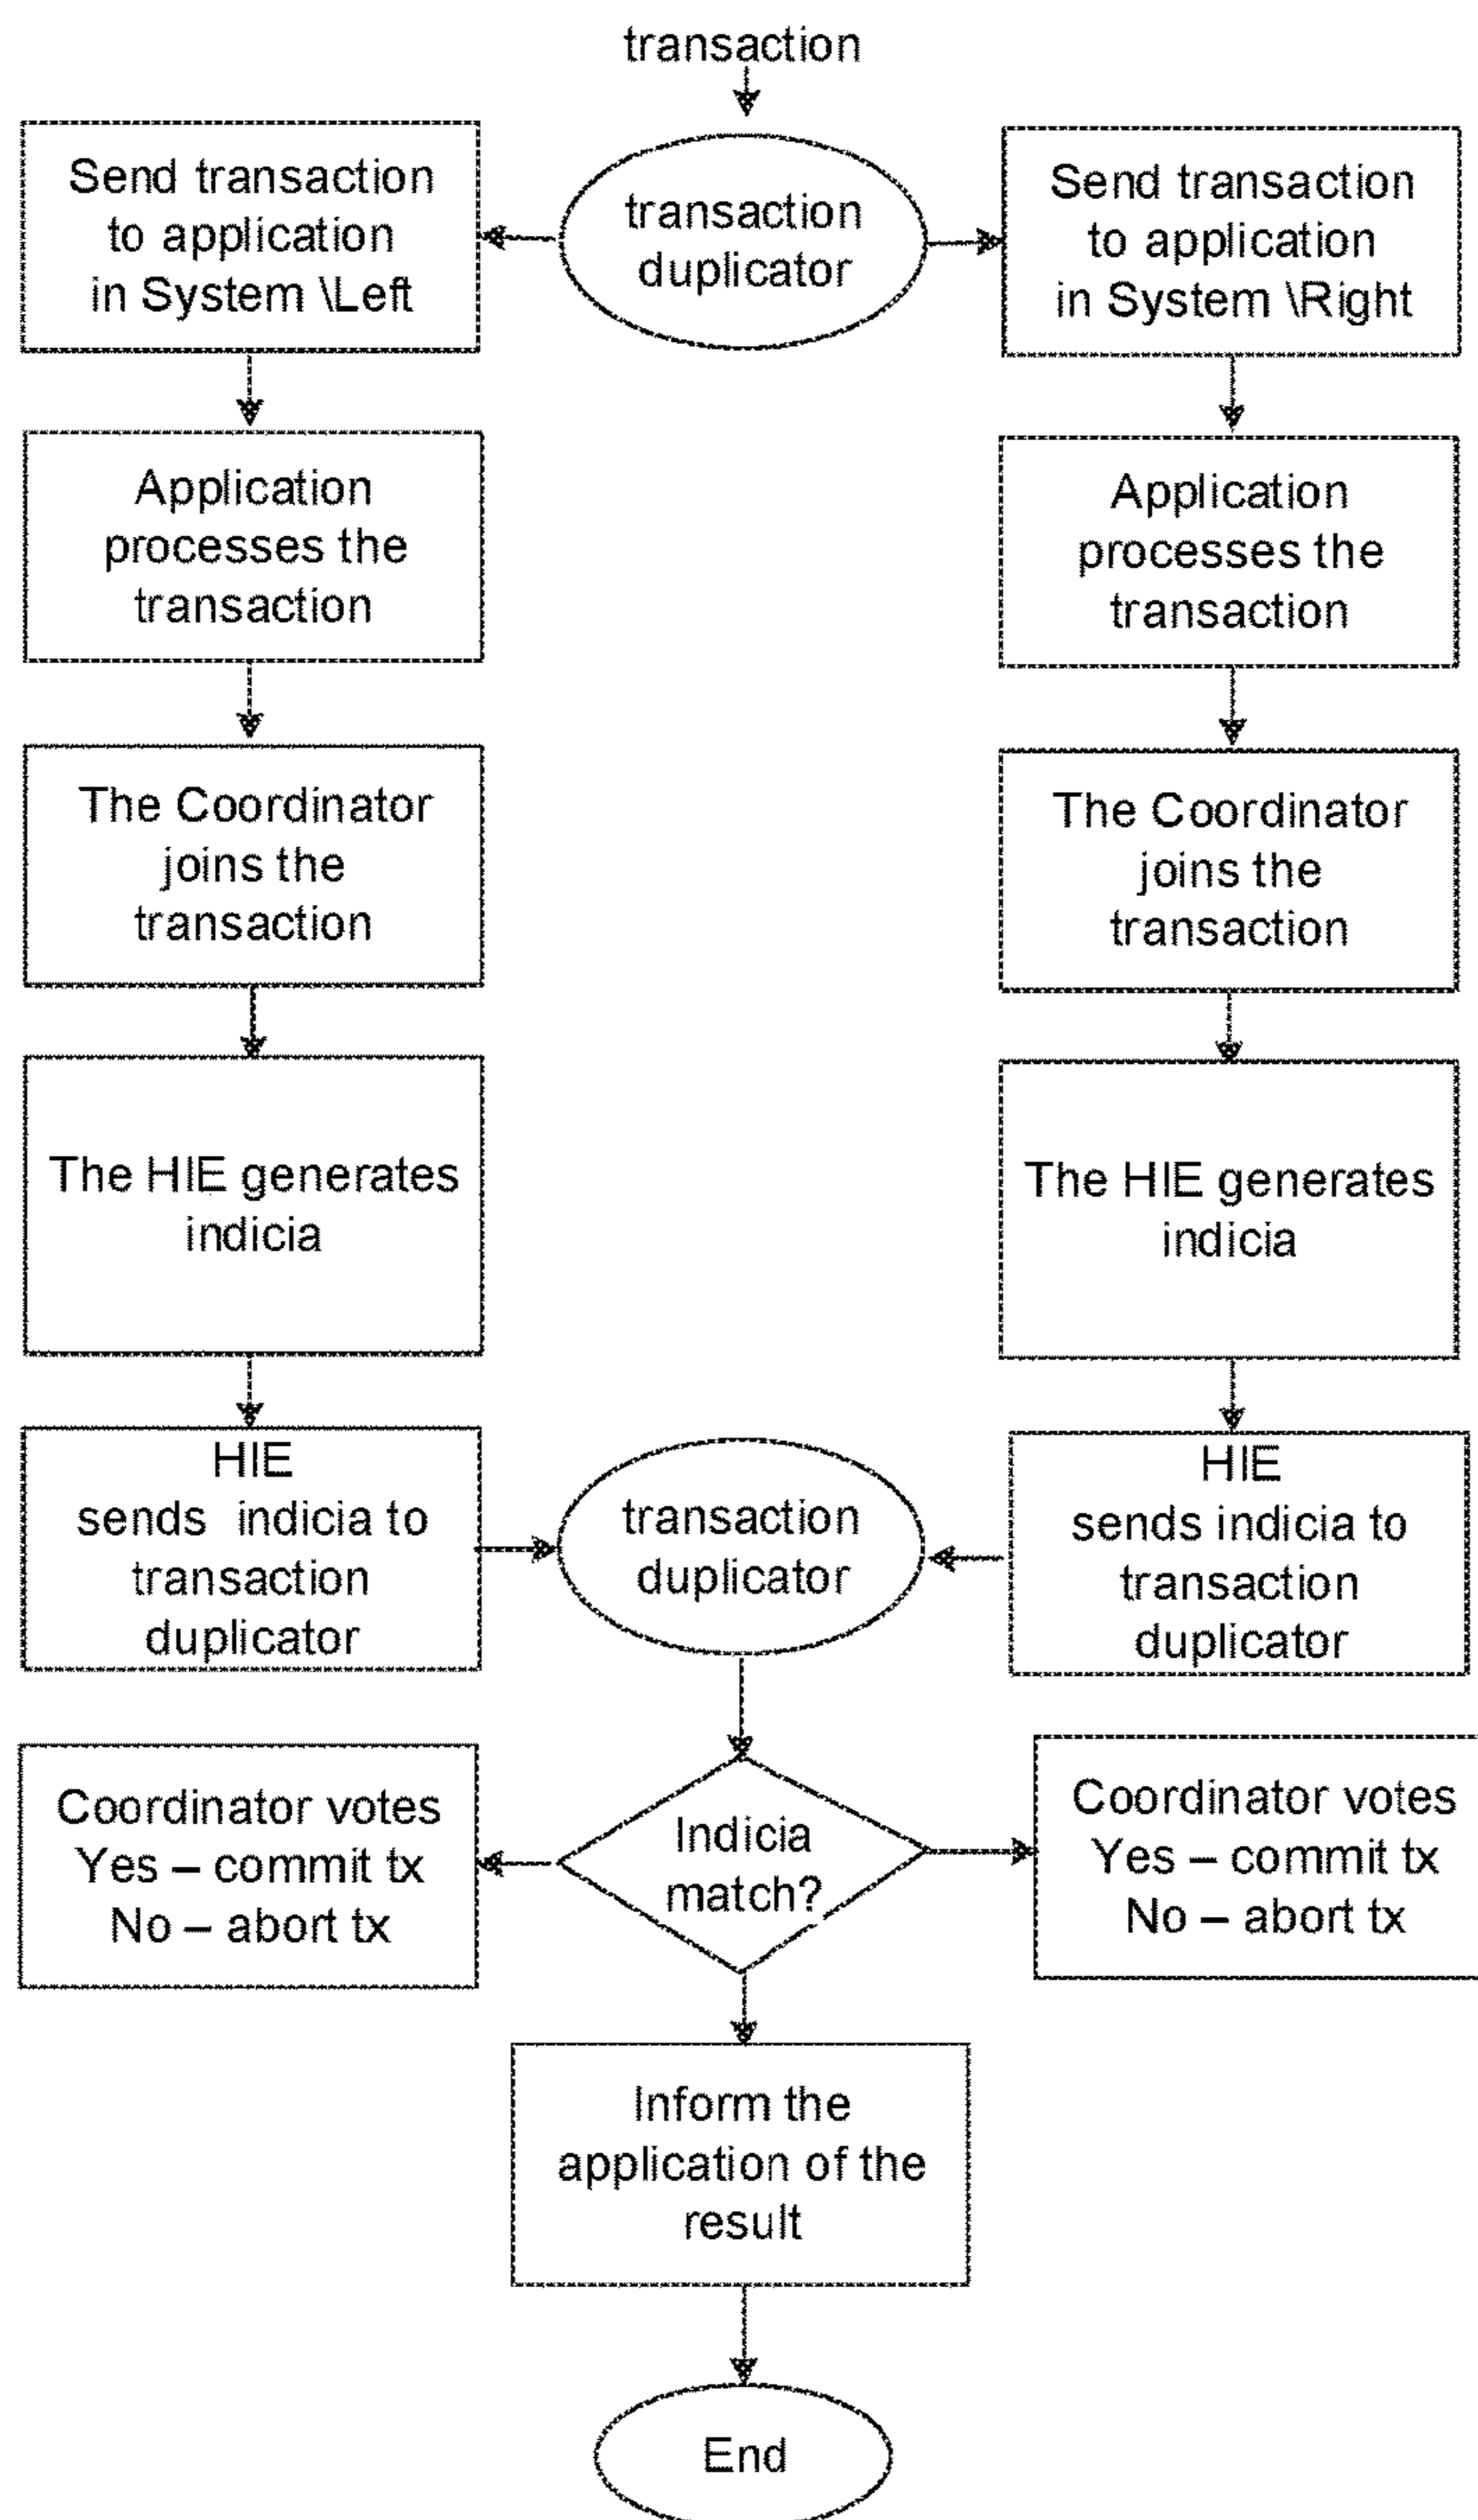 transaction
Send transaction
to application
in System \Left
transaction
duplicator
Send transaction
to application
in System \Right
Application
processes the
transaction
Application
processes the
transaction
The Coordinator
joins the
transaction
The Coordinator
joins the
transaction
The HIE generates
indicia
The HIE generates
indicia
HIE
sends indicia to
transaction
duplicator
transaction
duplicator
HIE
sends indicia to
transaction
duplicator
Coordinator votes
Yes – commit tx
No – abort tx
Indicia
match?
Coordinator votes
Yes – commit tx
No – abort tx
Inform the
application of the
result
End